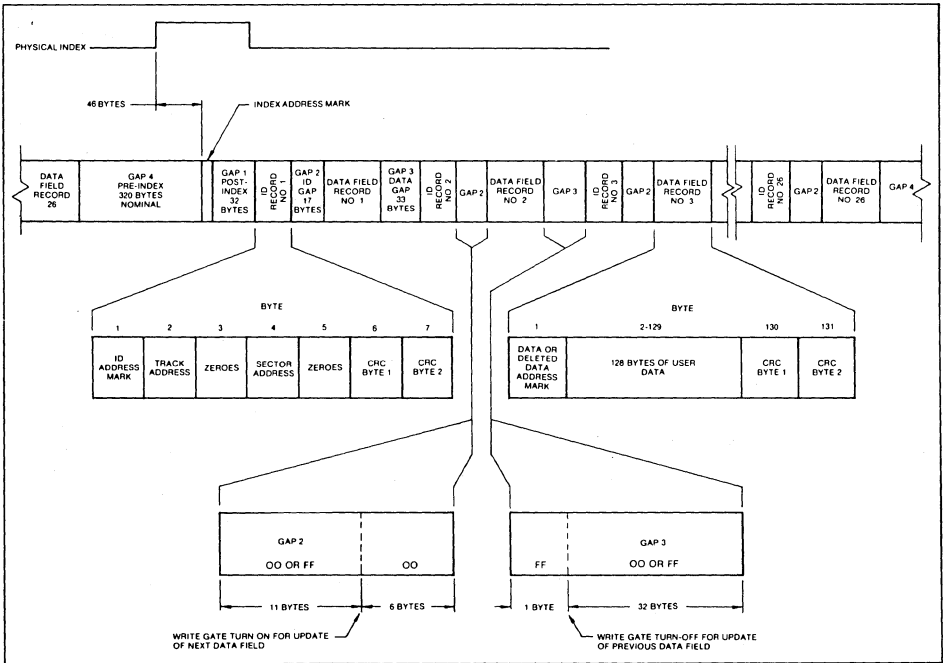 PHYSICAL INDEX
46 BYTES
INDEX ADDRESS MARK
DATA
FIELD
RECORD
26
GAP 4
PRE-INDEX
320 BYTES
NOMINAL
GAP 1
POST-
INDEX
32
BYTES
ID
RECORD
NO 1
GAP 2
ID
GAP
17
BYTES
DATA FIELD
RECORD
NO 1
GAP 3
DATA
GAP
33
BYTES
ID
RECORD
NO 2
GAP 2
DATA FIELD
RECORD
NO 2
GAP 3
ID
RECORD
NO 3
GAP 2
DATA FIELD
RECORD
NO 3
ID
RECORD
NO 26
GAP 2
DATA FIELD
RECORD
NO 26
GAP 4
BYTE
1 2 3 4 5 6 7
ID
ADDRESS
MARK
TRACK
ADDRESS
ZEROES
SECTOR
ADDRESS
ZEROES
CRC
BYTE 1
CRC
BYTE 2
BYTE
1 2-129 130 131
DATA OR
DELETED
DATA
ADDRESS
MARK
128 BYTES OF USER
DATA
CRC
BYTE 1
CRC
BYTE 2
GAP 2
OO OR FF
OO
11 BYTES
6 BYTES
WRITE GATE TURN ON FOR UPDATE
OF NEXT DATA FIELD
FF
GAP 3
OO OR FF
1 BYTE
32 BYTES
WRITE GATE TURN-OFF FOR UPDATE
OF PREVIOUS DATA FIELD